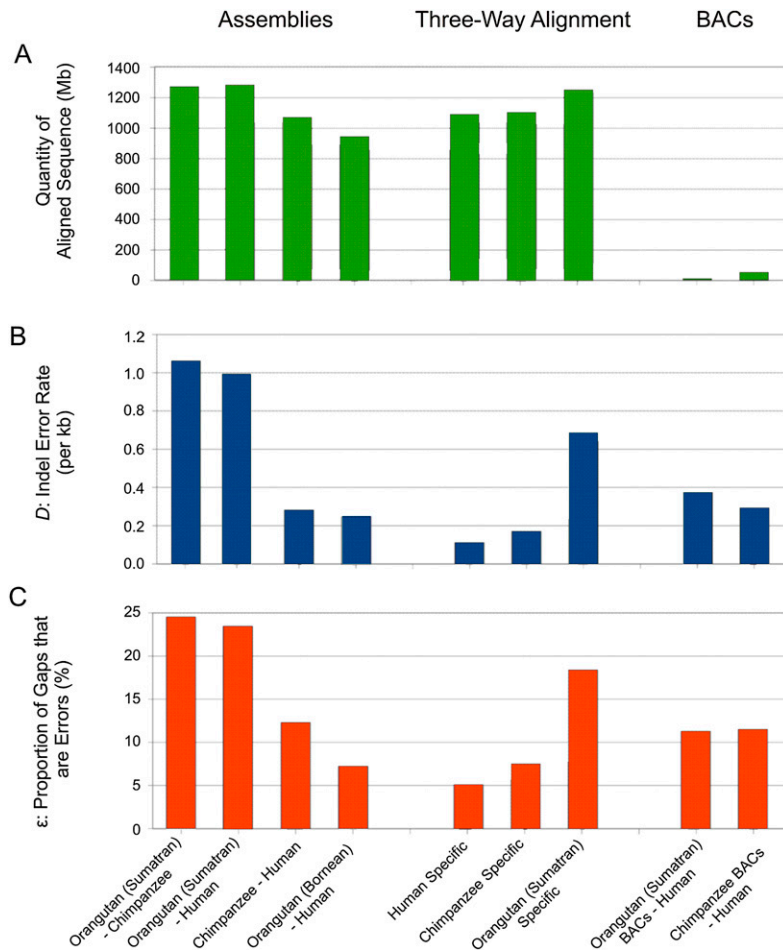 Assemblies Three-Way Alignment BACs
A
Quantity of
Aligned Sequence (Mb)
1400
1200
1000
800
600
400
200
0
B
D: Indel Error Rate
(per kb)
1.2
1.0
0.8
0.6
0.4
0.2
0.0
C
ε: Proportion of Gaps that
are Errors (%)
25
20
15
10
5
0
Orangutan (Sumatran)
- Chimpanzee
Orangutan (Sumatran)
- Human
Chimpanzee - Human
Orangutan (Bornean)
- Human
Human Specific
Chimpanzee Specific
Orangutan (Sumatran)
Specific
Orangutan (Sumatran)
BACs - Human
Chimpanzee BACs
- Human